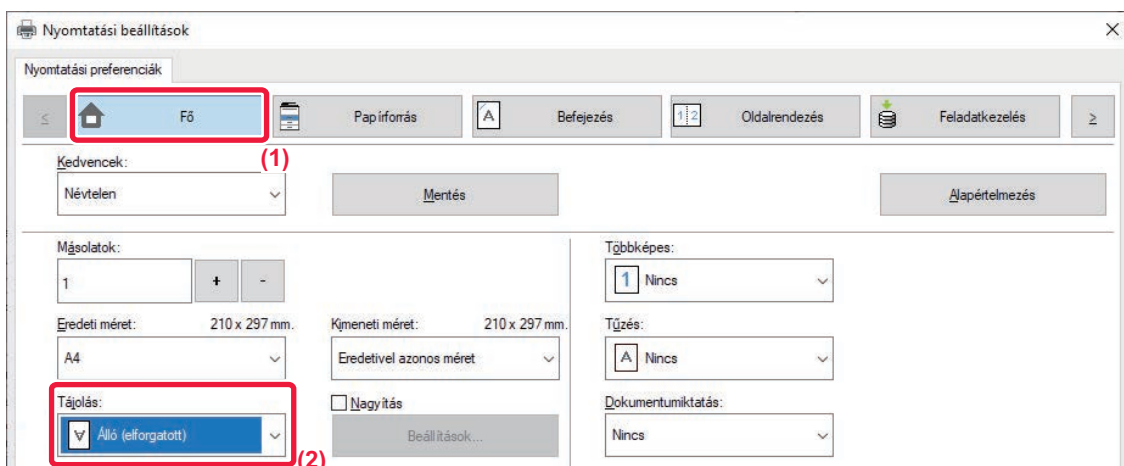 Nyomtatási beállítások
Nyomtatási preferenciák
< Fő Papírforrás A Befejezés 1 2 Oldalrendezés Feladatkezelés >
(1)
Kedvencek:
Névtelen Mentés Alapértelmezés
Másolatok: Többképes:
1 + - 1 Nincs
Eredeti méret: 210 x 297 mm. Kimeneti méret: 210 x 297 mm. Tűzés:
A4 Eredetivel azonos méret A Nincs
Tájolás: Nagyítás Dokumentumiktatás:
A Álló (elforgatott) Beállítások... Nincs
(2)